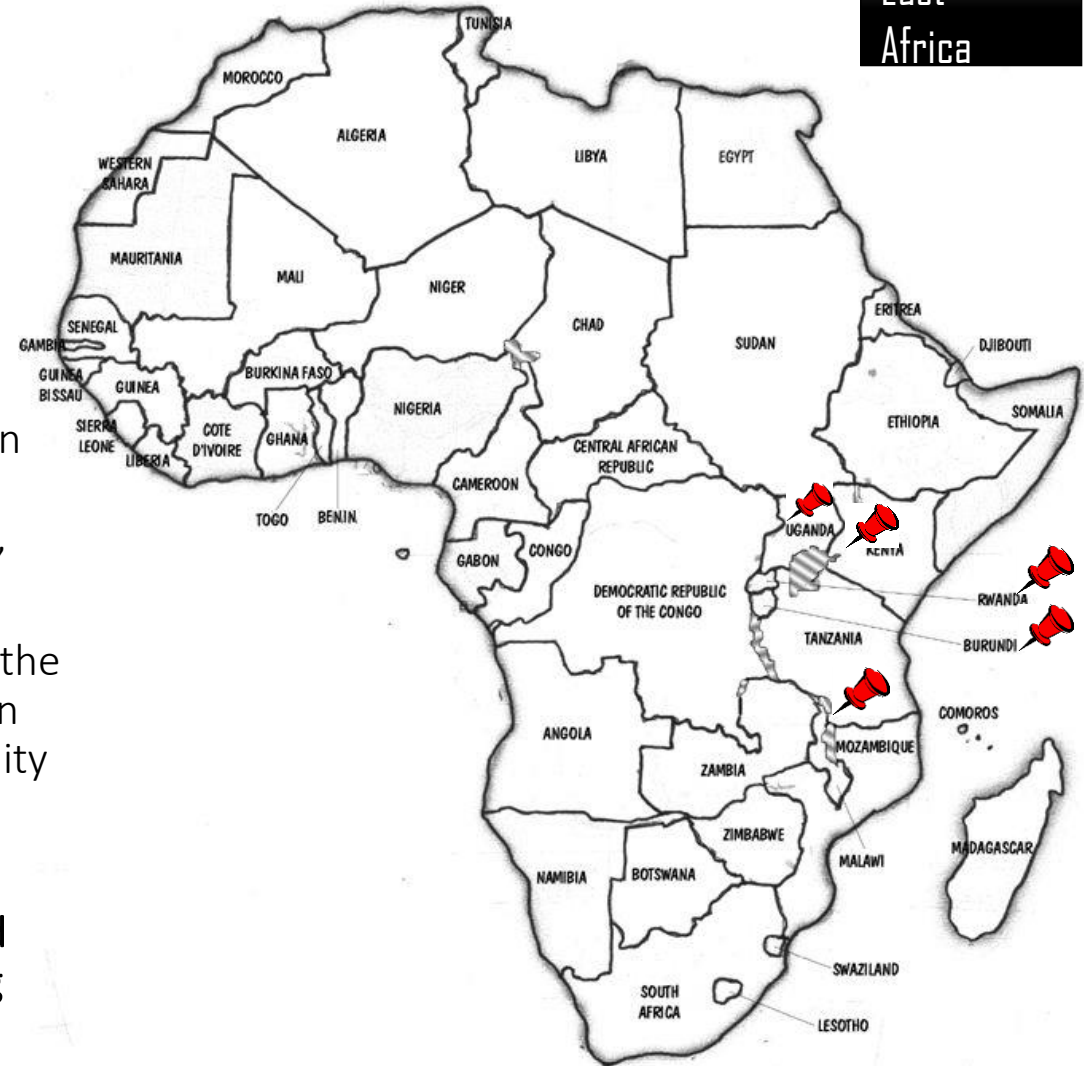 East
Africa
TUNISIA
MOROCCO
ALGERIA
LIBYA
EGYPT
WESTERN
SAHARA
MAURITANIA
MALI
NIGER
CHAD
SUDAN
ERITREA
DJIBOUTI
SENEGAL
GAMBIA
GUINEA
BISSAU
GUINEA
BURKINA FASO
NIGERIA
ETHIOPIA
SOMALIA
SIERRA
LEONE
LIBERIA
COTE
D'IVOIRE
GHANA
CENTRAL AFRICAN
REPUBLIC
CAMEROON
TOGO
BENIN
UGANDA
KENYA
GABON
CONGO
DEMOCRATIC REPUBLIC
OF THE CONGO
RWANDA
BURUNDI
TANZANIA
COMOROS
ANGOLA
ZAMBIA
MOZAMBIQUE
MALAWI
ZIMBABWE
MADAGASCAR
NAMIBIA
BOTSWANA
SWAZILAND
SOUTH
AFRICA
LESOTHO
the